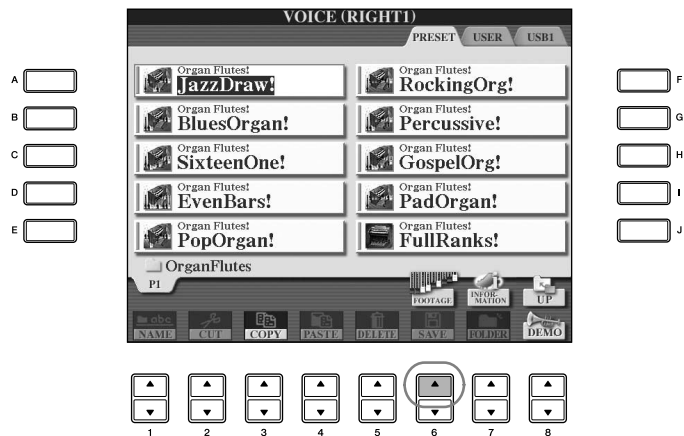 VOICE (RIGHT1)
PRESET USER USB1
A
Organ Flutes!
JazzDraw!
Organ Flutes!
RockingOrg!
F
B
Organ Flutes!
BluesOrgan!
Organ Flutes!
Percussive!
G
C
Organ Flutes!
SixteenOne!
Organ Flutes!
GospelOrg!
H
D
Organ Flutes!
EvenBars!
Organ Flutes!
PadOrgan!
I
E
Organ Flutes!
PopOrgan!
Organ Flutes!
FullRanks!
J
OrganFlutes
P1
FOOTAGE
INFOR-
MATION
UP
abc
NAME CUT COPY PASTE DELETE SAVE FOLDER DEMO
1 2 3 4 5 6 7 8